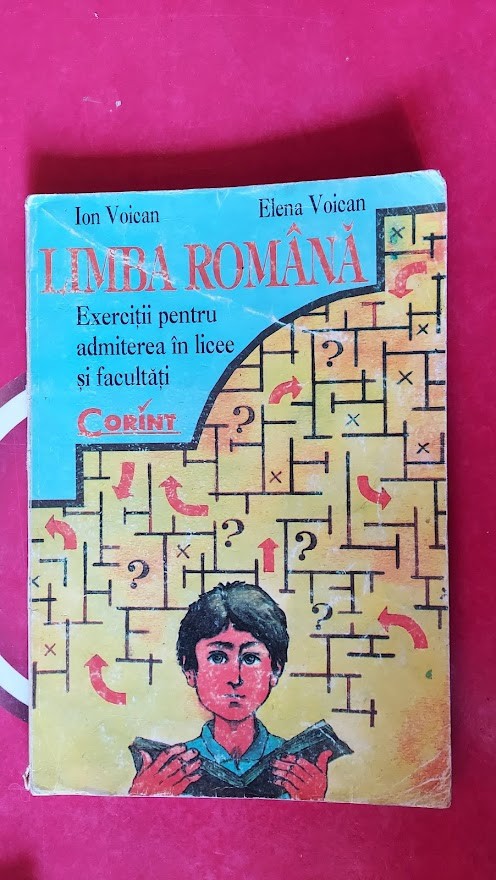 Ion Voican Elena Voican
LIMBA ROMÂNĂ
Exerciții pentru
admiterea în licee
și facultăți
CORINT